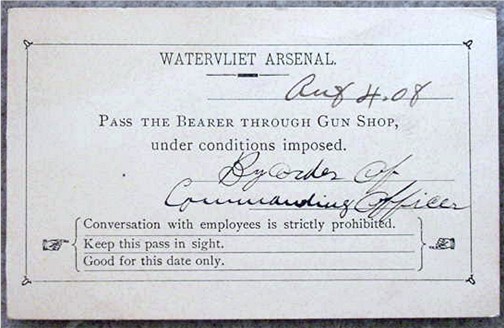 WATERVLIET ARSENAL.
Aug 4. 08
PASS THE BEARER THROUGH GUN SHOP,
under conditions imposed.
By order of
Commanding Officer
Conversation with employees is strictly prohibited.
Keep this pass in sight.
Good for this date only.